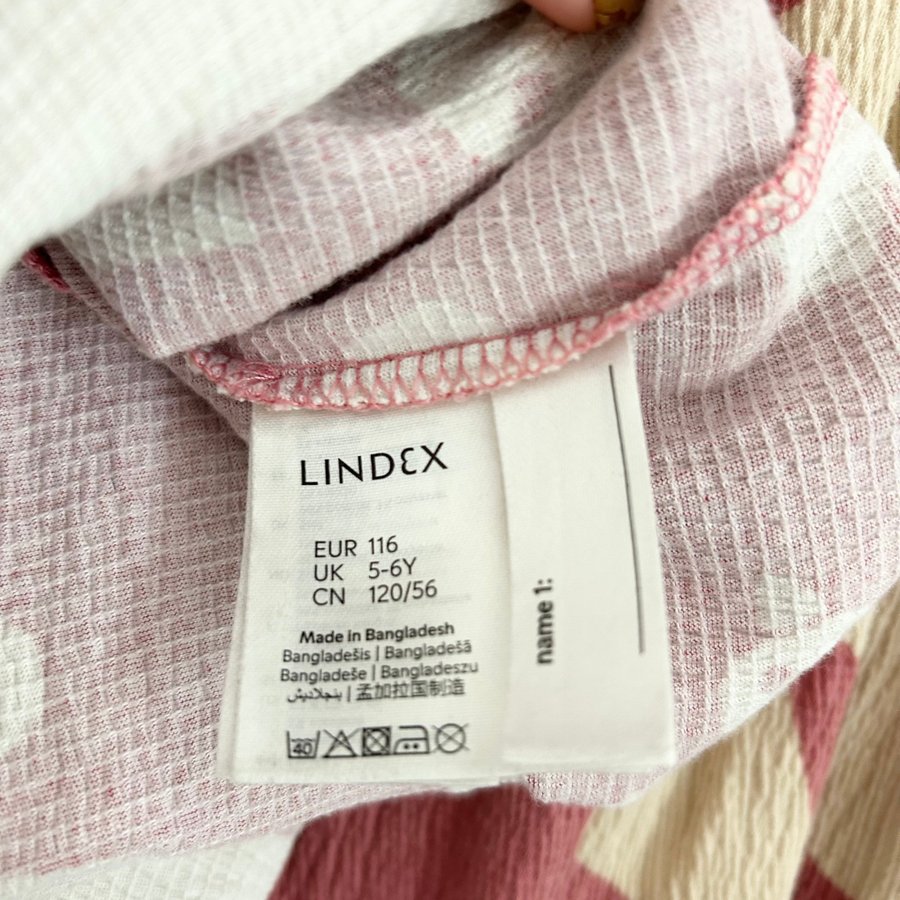 LINDEX
EUR 116
UK 5-6Y
CN 120/56
Made in Bangladesh
Bangladešis | Bangladešā
Bangladeše | Bangladeszu
بنجلاديش | 孟加拉国制造
40
name 1: